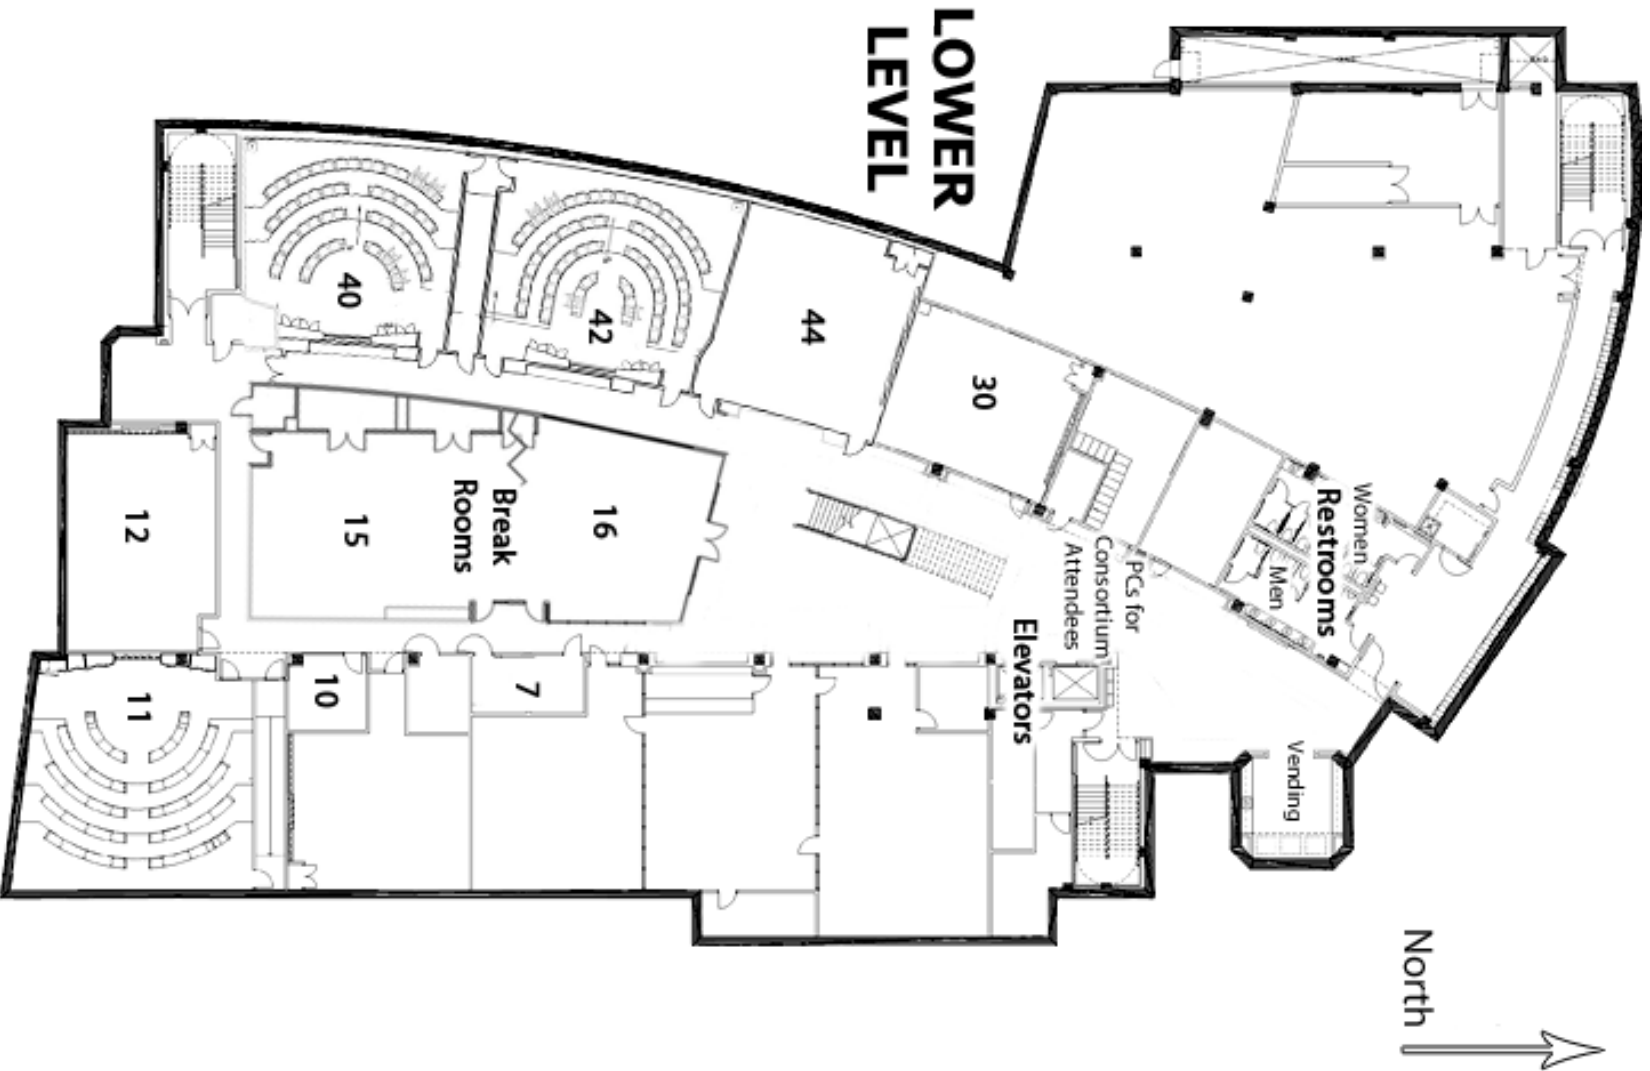 LOWER
LEVEL
40
42
44
30
12
15
Break
Rooms
16
Women
Restrooms
Men
PCs for
Consortium
Attendees
Elevators
11
10
7
Vending
North